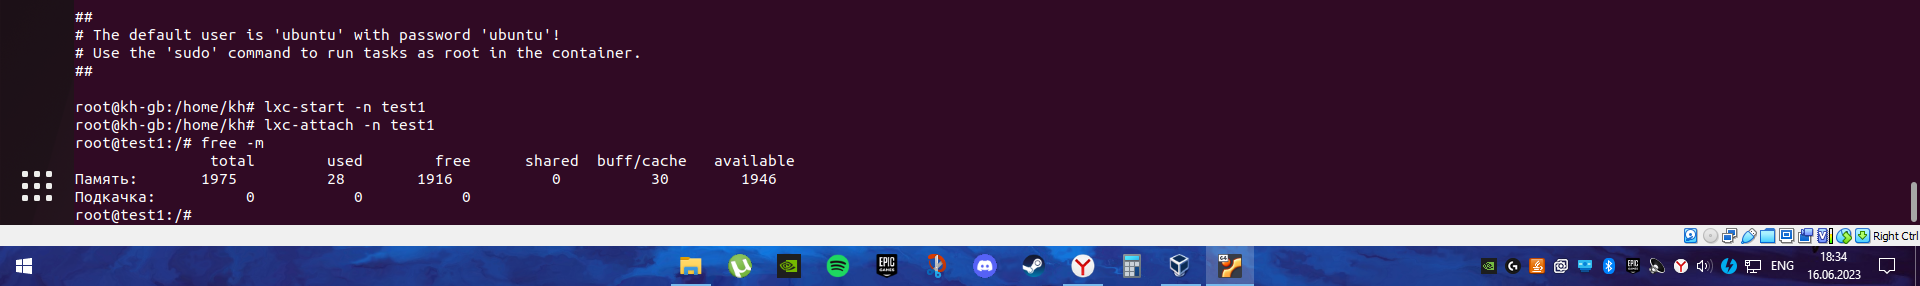 ##
# The default user is 'ubuntu' with password 'ubuntu'!
# Use the 'sudo' command to run tasks as root in the container.
##
root@kh-gb:/home/kh# lxc-start -n test1
root@kh-gb:/home/kh# lxc-attach -n test1
root@test1:/# free -m
total used free shared buff/cache available
Память: 1975 28 1916 0 30 1946
Подкачка: 0 0 0
root@test1:/#
Right Ctrl
EPIC GAMES
64
ENG
18:34
16.06.2023